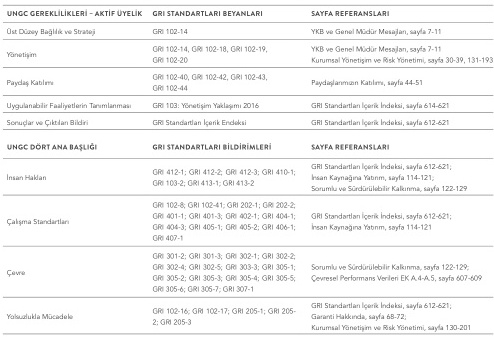 UNGC GEREKLİLİKLERİ – AKTİF ÜYELİK GRI STANDARTLARI BEYANLARI SAYFA REFERANSLARI
Üst Düzey Bağlılık ve Strateji GRI 102-14 YKB ve Genel Müdür Mesajları, sayfa 7-11
Yönetişim
GRI 102-14, GRI 102-18, GRI 102-19,
GRI 102-20
YKB ve Genel Müdür Mesajları, sayfa 7-11
Kurumsal Yönetim ve Risk Yönetimi, sayfa 30-39, 131-193
Paydaş Katılımı
GRI 102-40, GRI 102-42, GRI 102-43,
GRI 102-44
Paydaşlarımızın Katılımı, sayfa 44-51
Uygulanabilir Faaliyetlerin Tanımlanması GRI 103: Yönetişim Yaklaşımı 2016 GRI Standartları İçerik İndeksi, sayfa 614-621
Sonuçlar ve Çıktıları Bildiri GRI Standartları İçerik Endeksi GRI Standartları İçerik İndeksi, sayfa 612-621
UNGC DÖRT ANA BAŞLIĞI GRI STANDARTLARI BİLDİRİMLERİ SAYFA REFERANSLARI
İnsan Hakları
GRI 412-1; GRI 412-2; GRI 412-3; GRI 410-1;
GRI 103-2; GRI 413-1; GRI 413-2
GRI Standartları İçerik İndeksi, sayfa 612-621;
İnsan Kaynağına Yatırım, sayfa 114-121;
Sorumlu ve Sürdürülebilir Kalkınma, sayfa 122-129
Çalışma Standartları
GRI 102-8; GRI 102-41; GRI 202-1; GRI 202-2;
GRI 401-1; GRI 401-3; GRI 402-1; GRI 404-1;
GRI 404-3; GRI 405-1; GRI 405-2; GRI 406-1;
GRI 407-1
GRI Standartları İçerik İndeksi, sayfa 612-621;
İnsan Kaynağına Yatırım, sayfa 114-121
Çevre
GRI 301-2; GRI 301-3; GRI 302-1; GRI 302-2;
GRI 302-4; GRI 302-5; GRI 303-3; GRI 305-1;
GRI 305-2; GRI 305-3; GRI 305-4; GRI 305-5;
GRI 305-6; GRI 305-7; GRI 307-1
Sorumlu ve Sürdürülebilir Kalkınma, sayfa 122-129;
Çevresel Performans Verileri EK A.4-A.5, sayfa 607-609
Yolsuzlukla Mücadele
GRI 102-16; GRI 102-17; GRI 205-1; GRI 205-
2; GRI 205-3
GRI Standartları İçerik İndeksi, sayfa 612-621;
Garanti Hakkında, sayfa 68-72;
Kurumsal Yönetim ve Risk Yönetimi, sayfa 130-201